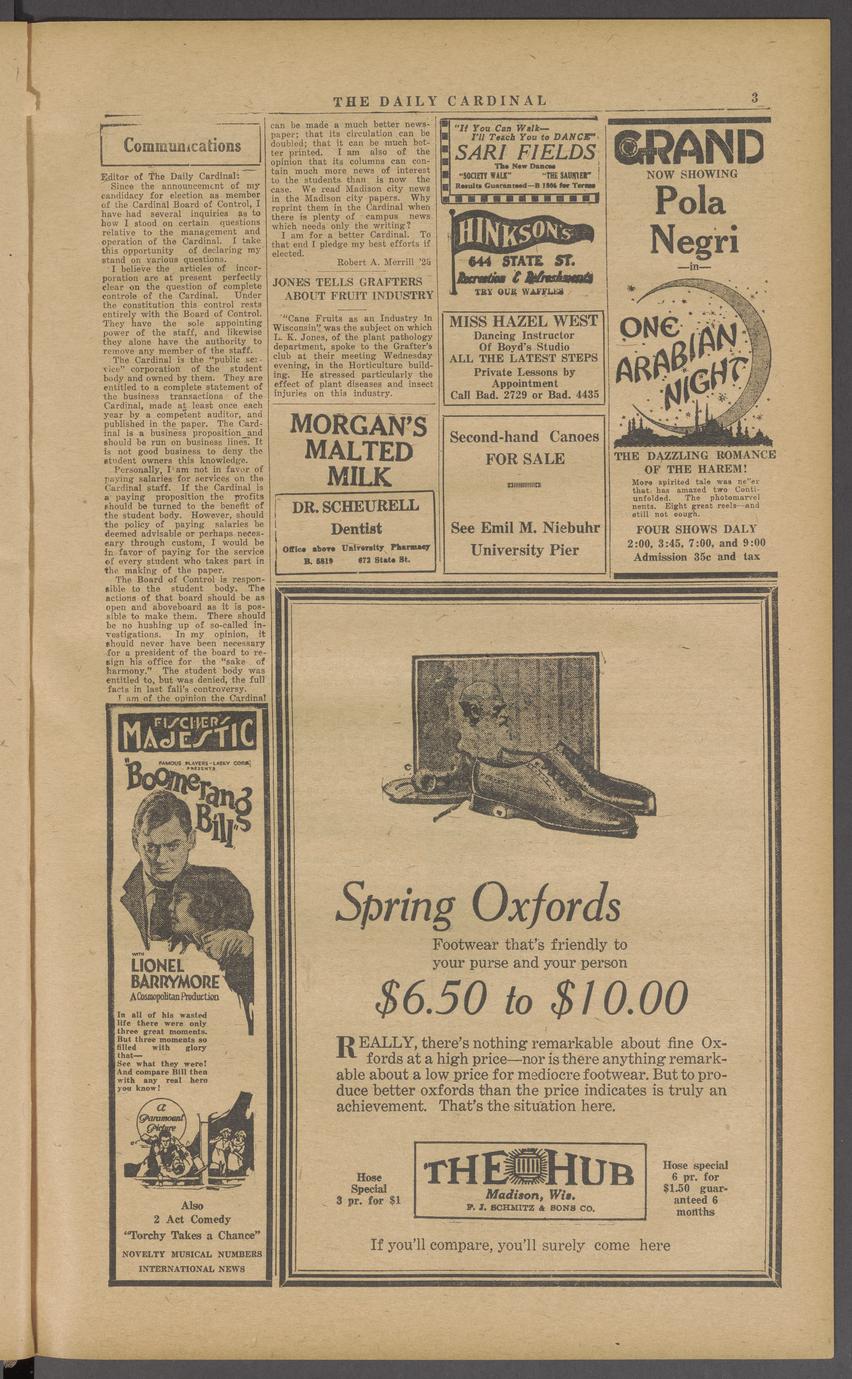 THE DAILY CARDINAL
3
Communications
Editor of The Daily Cardinal:
Since the announcement of my
candidacy for election as member
of the Cardinal Board of Control, I
have had several inquiries as to
how I stood on certain questions
relative to the management and
operation of the Cardinal. I take
this opportunity of declaring my
stand on various questions.
I believe the articles of incor-
poration are at present perfectly
clear on the question of complete
controle of the Cardinal. Under
the constitution this control rests
entirely with the Board of Control.
They have the sole appointing
power of the staff, and likewise
they alone have the authority to
remove any member of the staff.
The Cardinal is the "public ser-
vice" corporation of the student
body and owned by them. They are
entitled to a complete statement of
the business transactions of the
Cardinal, made at least once each
year by a competent auditor, and
published in the paper. The Card-
inal is a business proposition and
should be run on business lines. It
is not good business to deny the
student owners this knowledge.
Personally, I am not in favor of
paying salaries for services on the
Cardinal staff. If the Cardinal is
a paying proposition the profits
should be turned to the benefit of
the student body. However, should
the policy of paying salaries be
deemed advisable or perhaps neces-
eary through custom, I would be
in favor of paying for the service
of every student who takes part in
the making of the paper.
The Board of Control is respon-
sible to the student body. The
actions of that board should be as
open and aboveboard as it is pos-
sible to make them. There should
be no hushing up of so-called in-
vestigations. In my opinion, it
should never have been necessary
for a president of the board to re-
sign his office for the "sake of
harmony." The student body was
entitled to, but was denied, the full
facts in last fall's controversy.
I am of the opinion the Cardinal
can be made a much better news-
paper; that its circulation can be
doubled; that it can be much bet-
ter printed. I am also of the
opinion that its columns can con-
tain much more news of interest
to the students than is now the
case. We read Madison city news
in the Madison city papers. Why
reprint them in the Cardinal when
there is plenty of campus news
which needs only the writing?
I am for a better Cardinal. To
that end I pledge my best efforts if
elected.
Robert A. Merrill '25
JONES TELLS GRAFTERS
ABOUT FRUIT INDUSTRY
"Cane Fruits as an Industry in
Wisconsin" was the subject on which
L. K. Jones, of the plant pathology
department, spoke to the Grafter's
club at their meeting Wednesday
evening, in the Horticulture build-
ing. He stressed particularly the
effect of plant diseases and insect
injuries on this industry.
MORGAN'S
MALTED
MILK
DR. SCHEURELL
Dentist
Office above University Pharmacy
B. 5819 672 State St.
"If You Can Walk—
I'll Teach You to DANCE"
SARI FIELDS
The New Dances
"SOCIETY WALK" "THE SAUNTER"
Results Guaranteed—B 1806 for Terms
HINKSON'S
644 STATE ST.
Recreation & Refreshments
TRY OUR WAFFLES
MISS HAZEL WEST
Dancing Instructor
Of Boyd's Studio
ALL THE LATEST STEPS
Private Lessons by
Appointment
Call Bad. 2729 or Bad. 4435
Second-hand Canoes
FOR SALE
See Emil M. Niebuhr
University Pier
GRAND
NOW SHOWING
Pola
Negri
—in—
ONE
ARABIAN
NIGHT
THE DAZZLING ROMANCE
OF THE HAREM!
More spirited tale was ne"er
that has amazed two Conti-
unfolded. The photomarvel
nents. Eight great reels—and
still not eough.
FOUR SHOWS DALY
2:00, 3:45, 7:00, and 9:00
Admission 35c and tax
FISCHER'S
MAJESTIC
FAMOUS PLAYERS-LASKY CORP.
PRESENTS
"Boomerang
Bill"
WITH
LIONEL
BARRYMORE
A Cosmopolitan Production
In all of his wasted
life there were only
three great moments.
But three moments so
filled with glory
that—
See what they were!
And compare Bill then
with any real hero
you know!
a
Paramount
Picture
Also
2 Act Comedy
"Torchy Takes a Chance"
NOVELTY MUSICAL NUMBERS
INTERNATIONAL NEWS
Spring Oxfords
Footwear that's friendly to
your purse and your person
$6.50 to $10.00
REALLY, there's nothing remarkable about fine Ox-
fords at a high price—nor is there anything remark-
able about a low price for mediocre footwear. But to pro-
duce better oxfords than the price indicates is truly an
achievement. That's the situation here.
Hose
Special
3 pr. for $1
THE HUB
Madison, Wis.
F. J. SCHMITZ & SONS CO.
Hose special
6 pr. for
$1.50 guar-
anteed 6
months
If you'll compare, you'll surely come here